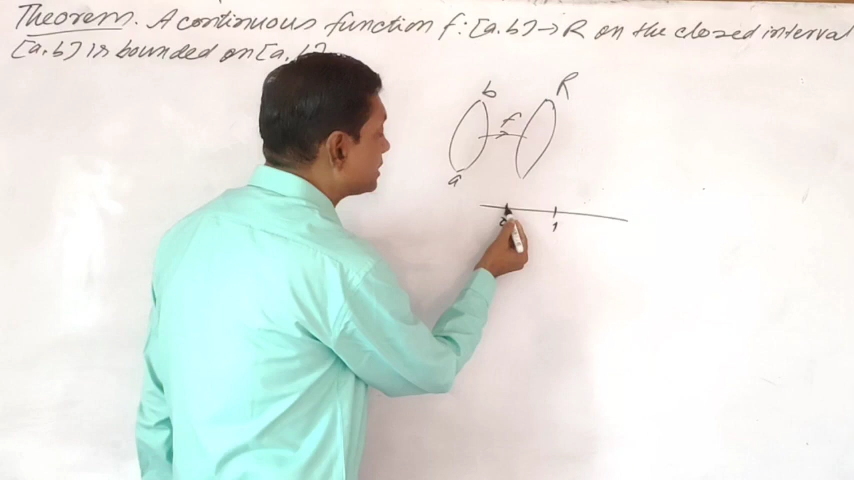 Theorem. A continuous function f:[a,b]→R on the closed interval
[a,b] is bounded on [a,b]
b R
f
a
1